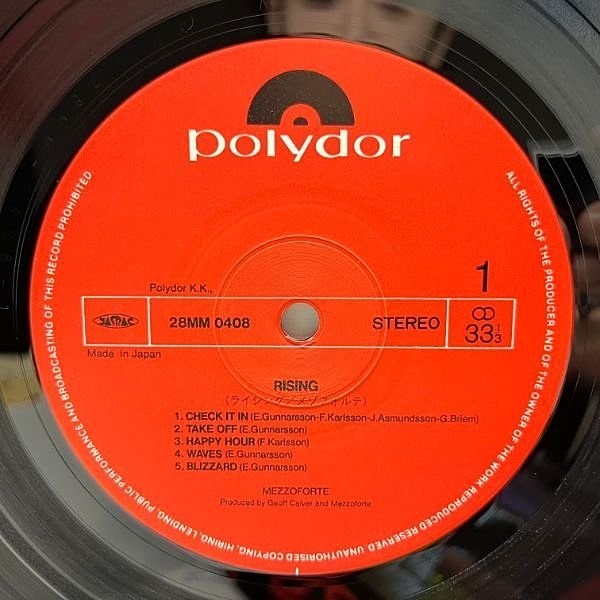 polydor
1
Polydor K.K.,
JASRAC
28MM 0408
STEREO
33 1/3
Made in Japan
RISING
(ライジング/メゾフォルテ)
1. CHECK IT IN (E.Gunnarsson-F.Karlsson-J.Asmundsson-G.Briem)
2. TAKE OFF (E.Gunnarsson)
3. HAPPY HOUR (F.Karlsson)
4. WAVES (E.Gunnarsson)
5. BLIZZARD (E.Gunnarsson)
MEZZOFORTE
Produced by Geoff Calver and Mezzoforte
ALL RIGHTS OF THE PRODUCER AND OF THE OWNER OF THE WORK REPRODUCED RESERVED. UNAUTHORISED COPYING, HIRING, LENDING, PUBLIC PERFORMANCE AND BROADCASTING OF THIS RECORD PROHIBITED